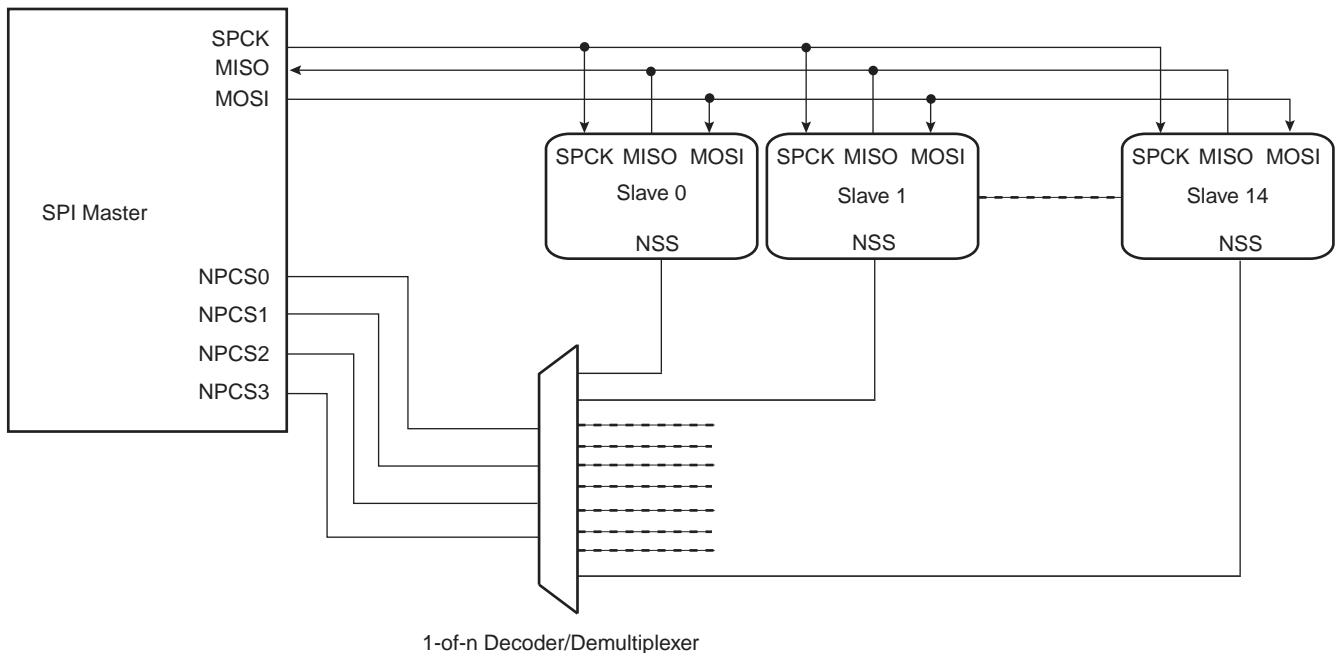 SPCK
MISO
MOSI
SPI Master
NPCS0
NPCS1
NPCS2
NPCS3
SPCK MISO MOSI
Slave 0
NSS
SPCK MISO MOSI
Slave 1
NSS
SPCK MISO MOSI
Slave 14
NSS
1-of-n Decoder/Demultiplexer